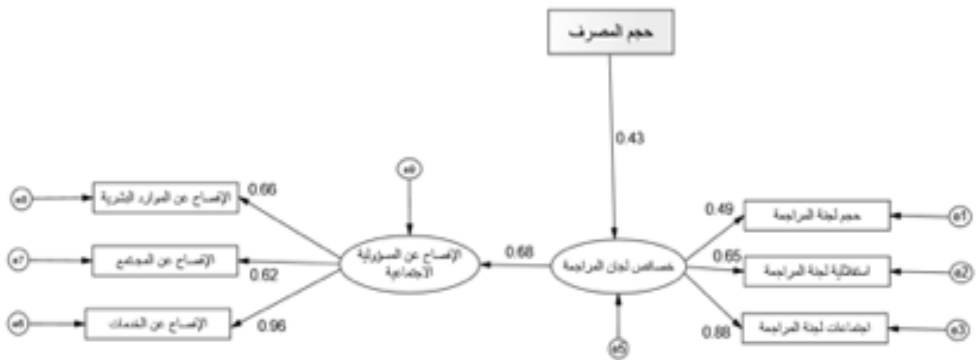 حجم المصرف
0.43
e9
e8
الإفصاح عن الموارد البشرية
0.66
0.49
حجم لجنة المراجعة
e1
e7
الإفصاح عن المجتمع
0.62
الإفصاح عن المسؤولية
الاجتماعية
0.68
خصائص لجان المراجعة
0.65
استقلالية لجنة المراجعة
e2
e6
الإفصاح عن الخدمات
0.96
0.88
اجتماعات لجنة المراجعة
e3
e5